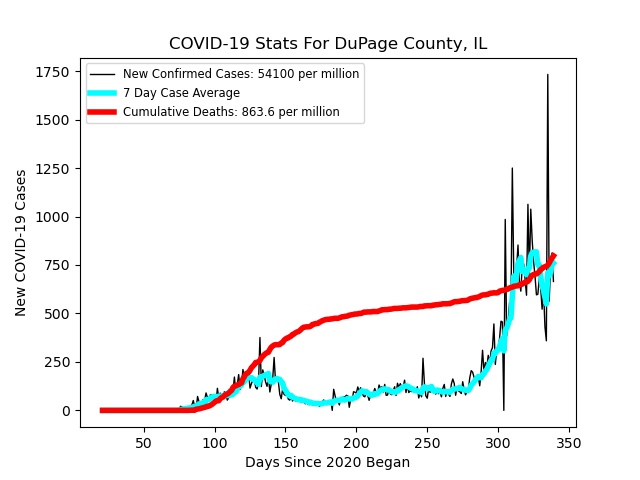 COVID-19 Stats For DuPage County, IL
New Confirmed Cases: 54100 per million
7 Day Case Average
Cumulative Deaths: 863.6 per million
New COVID-19 Cases
1750
1500
1250
1000
750
500
250
0
50 100 150 200 250 300 350
Days Since 2020 Began